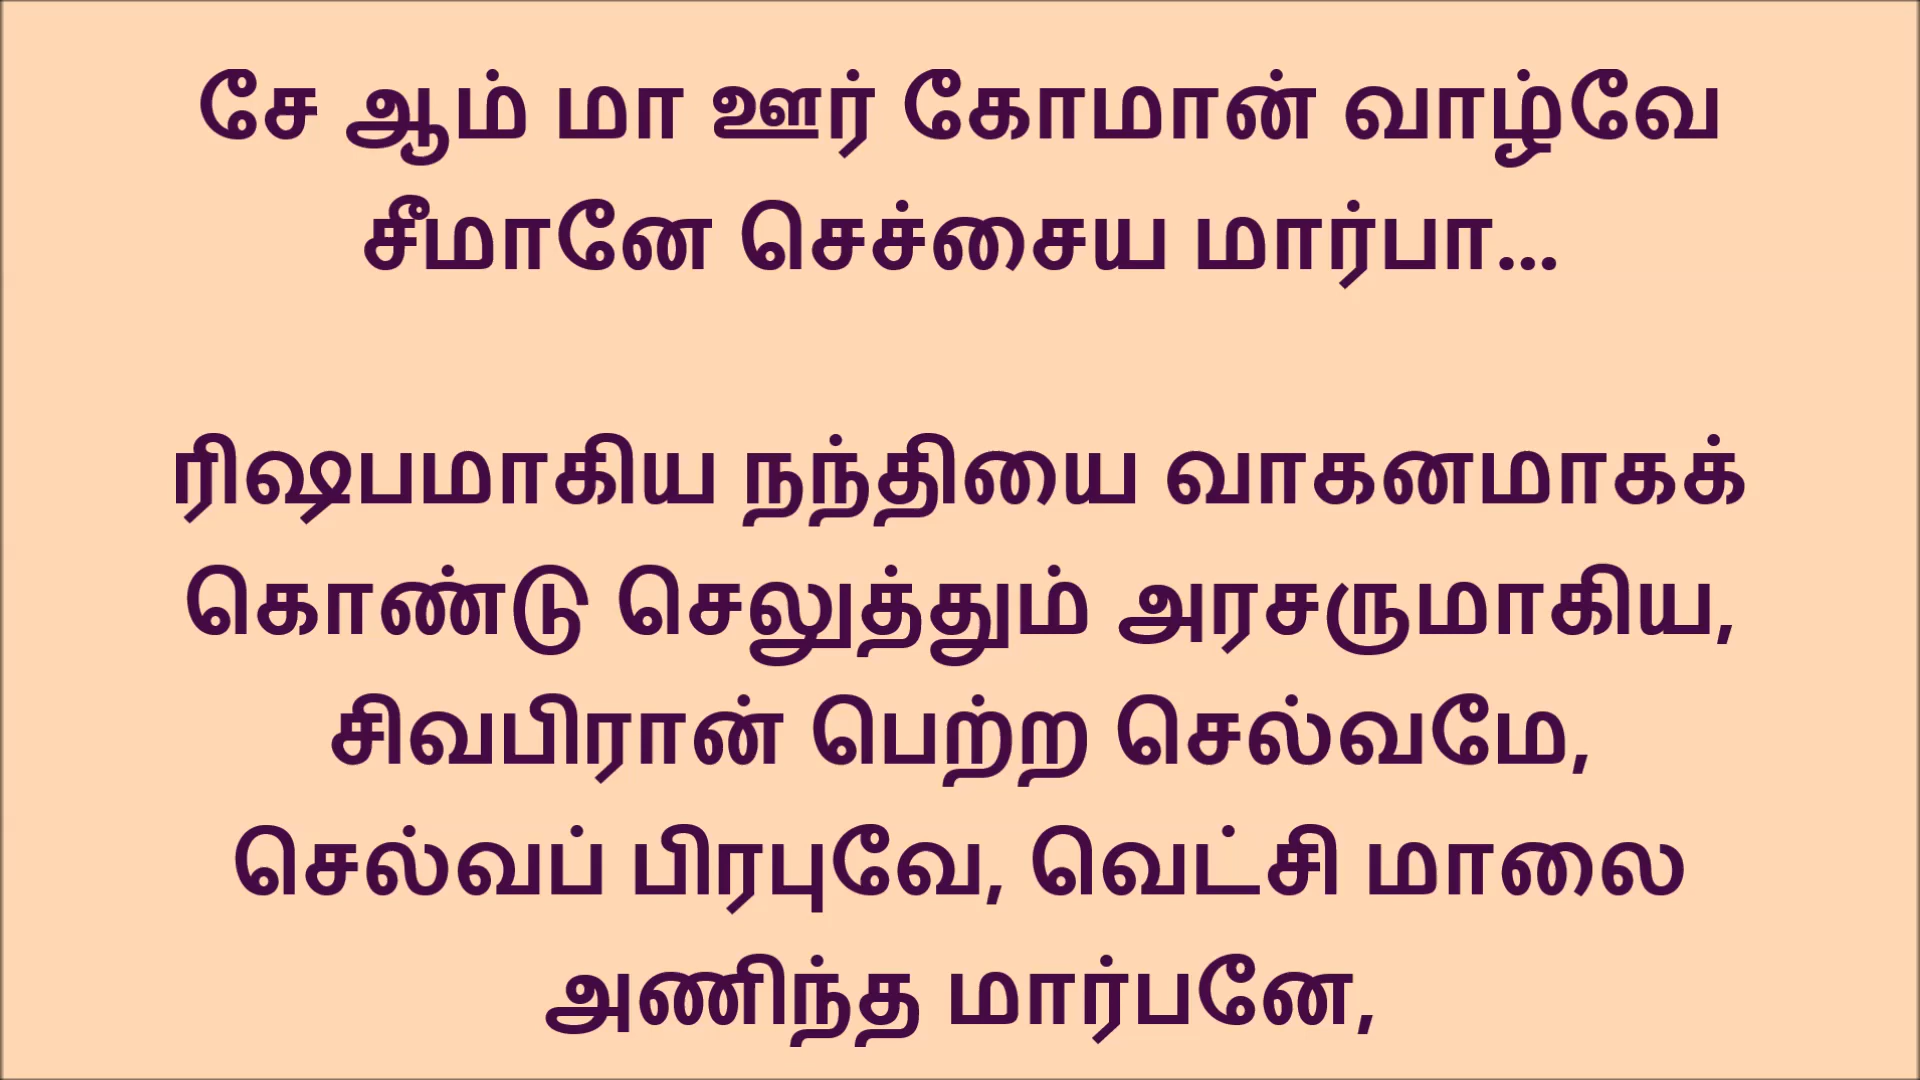 சே ஆம் மா ஊர் கோமான் வாழ்வே
சீமானே செச்சைய மார்பா...
ரிஷபமாகிய நந்தியை வாகனமாகக்
கொண்டு செலுத்தும் அரசருமாகிய,
சிவபிரான் பெற்ற செல்வமே,
செல்வப் பிரபுவே, வெட்சி மாலை
அணிந்த மார்பனே,